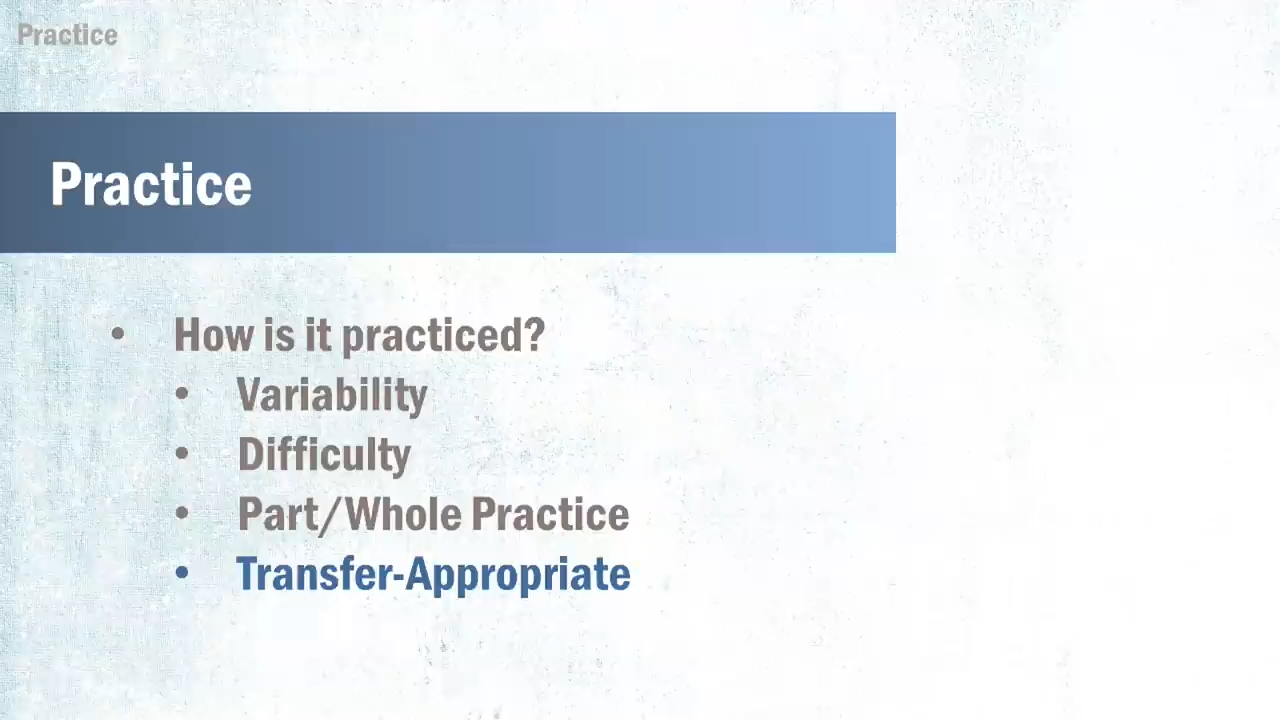 Practice
Practice
• How is it practiced?
• Variability
• Difficulty
• Part/Whole Practice
• Transfer-Appropriate